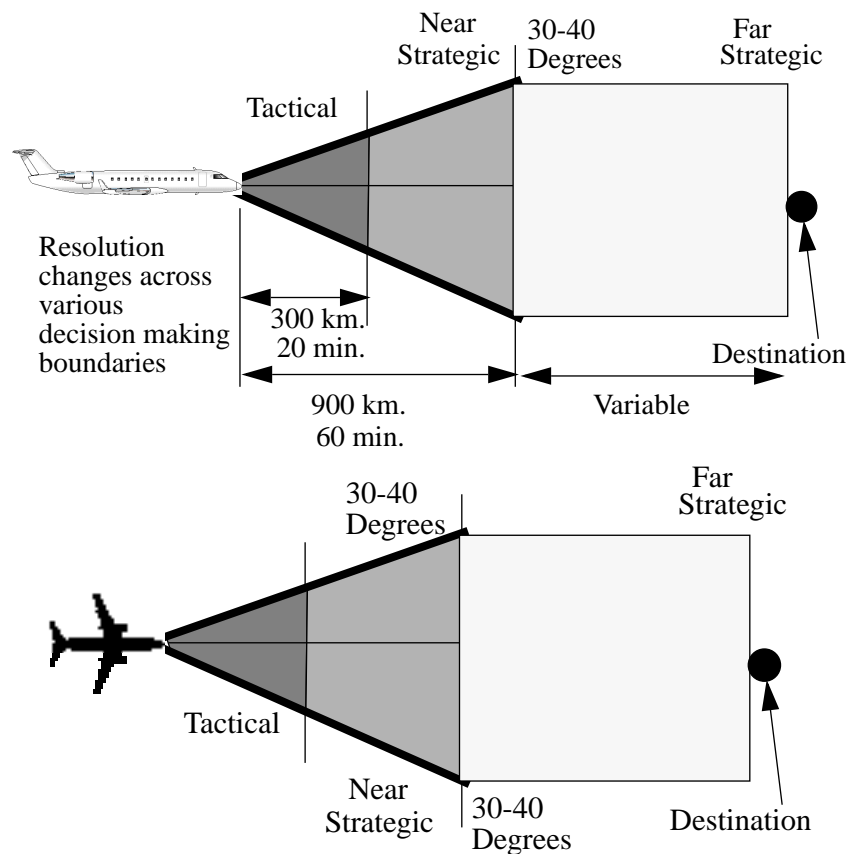 Near
Strategic
30-40
Degrees
Far
Strategic
Tactical
Resolution
changes across
various
decision making
boundaries
300 km.
20 min.
Destination
900 km.
60 min.
Variable
30-40
Degrees
Far
Strategic
Tactical
Near
Strategic
30-40
Degrees
Destination